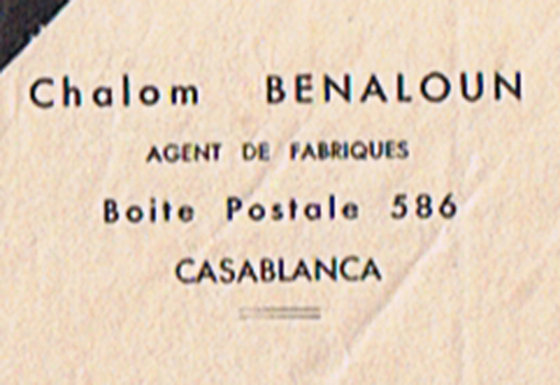 Chalom BENALOUN
AGENT DE FABRIQUES
Boite Postale 586
CASABLANCA